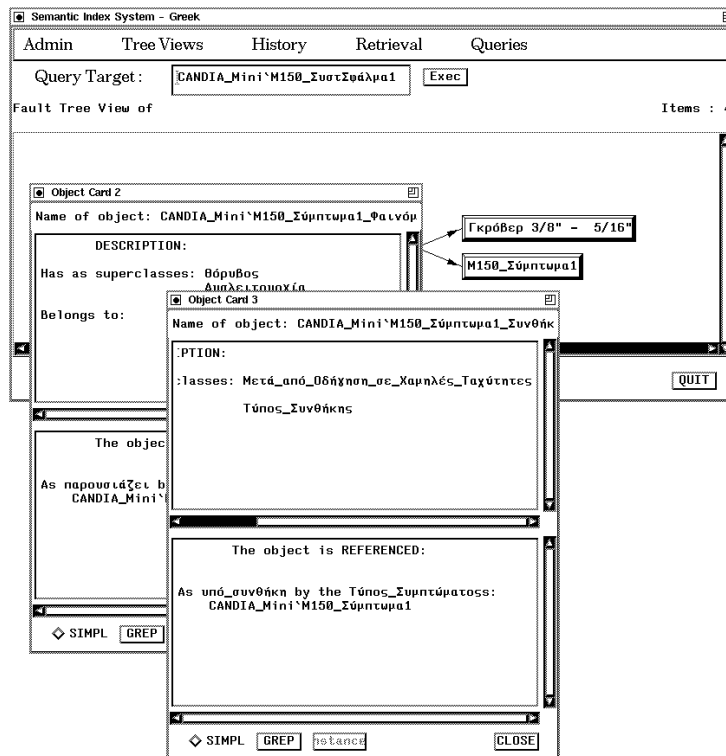 Semantic Index System - Greek
Admin Tree Views History Retrieval Queries
Query Target: CANDIA_Mini`M150_ΣυστΣφάλμα1 Exec
Fault Tree View of Items :
Object Card 2
Name of object: CANDIA_Mini`M150_Σύμπτωμα1_Φαινόμ
DESCRIPTION:
Has as superclasses: Θόρυβος
Δυσλειτουργία
Belongs to:
Γκρόβερ 3/8" - 5/16"
M150_Σύμπτωμα1
QUIT
The objec
As παρουσιάζει b
CANDIA_Mini`
SIMPL GREP
Object Card 3
Name of object: CANDIA_Mini`M150_Σύμπτωμα1_Συνθήκ
PTION:
classes: Μετά_από_Οδήγηση_σε_Χαμηλές_Ταχύτητες
Τύπος_Συνθήκης
The object is REFERENCED:
As υπό_συνθήκη by the Τύπος_Συμπτώματοςs:
CANDIA_Mini`M150_Σύμπτωμα1
SIMPL GREP nstance CLOSE